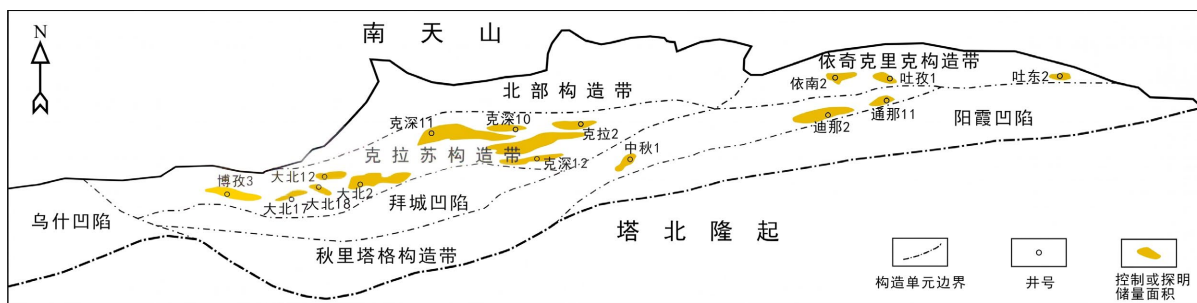 N
南天山
依奇克里克构造带
依南2
吐孜1
吐东2
北部构造带
克深11
克深10
克拉2
迪那2
通那11
阳霞凹陷
克拉苏构造带
克深12
中秋1
博孜3
大北12
大北17
大北18
大北2
拜城凹陷
乌什凹陷
秋里塔格构造带
塔北隆起
构造单元边界
井号
控制或探明
储量面积